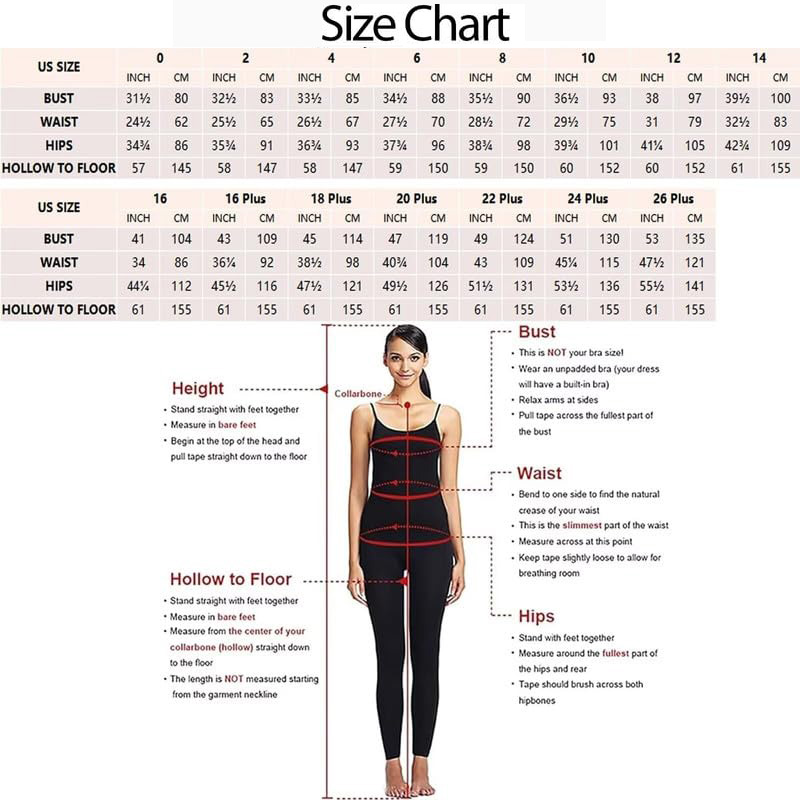 Size Chart
US SIZE 0 2 4 6 8 10 12 14
INCH CM INCH CM INCH CM INCH CM INCH CM INCH CM INCH CM INCH CM
BUST 31½ 80 32½ 83 33½ 85 34½ 88 35½ 90 36½ 93 38 97 39½ 100
WAIST 24½ 62 25½ 65 26½ 67 27½ 70 28½ 72 29½ 75 31 79 32½ 83
HIPS 34¾ 86 35¾ 91 36¾ 93 37¾ 96 38¾ 98 39¾ 101 41¼ 105 42¾ 109
HOLLOW TO FLOOR 57 145 58 147 58 147 59 150 59 150 60 152 60 152 61 155
US SIZE 16 16 Plus 18 Plus 20 Plus 22 Plus 24 Plus 26 Plus
INCH CM INCH CM INCH CM INCH CM INCH CM INCH CM INCH CM
BUST 41 104 43 109 45 114 47 119 49 124 51 130 53 135
WAIST 34 86 36¼ 92 38½ 98 40¾ 104 43 109 45¼ 115 47½ 121
HIPS 44¼ 112 45½ 116 47½ 121 49½ 126 51½ 131 53½ 136 55½ 141
HOLLOW TO FLOOR 61 155 61 155 61 155 61 155 61 155 61 155 61 155
Height
• Stand straight with feet together
• Measure in bare feet
• Begin at the top of the head and
pull tape straight down to the floor
Collarbone
Bust
• This is NOT your bra size!
• Wear an unpadded bra (your dress
will have a built-in bra)
• Relax arms at sides
• Pull tape across the fullest part of
the bust
Waist
• Bend to one side to find the natural
crease of your waist
• This is the slimmest part of the waist
• Measure across at this point
• Keep tape slightly loose to allow for
breathing room
Hollow to Floor
• Stand straight with feet together
• Measure in bare feet
• Measure from the center of your
collarbone (hollow) straight down
to the floor
• The length is NOT measured starting
from the garment neckline
Hips
• Stand with feet together
• Measure around the fullest part of
the hips and rear
• Tape should brush across both
hipbones